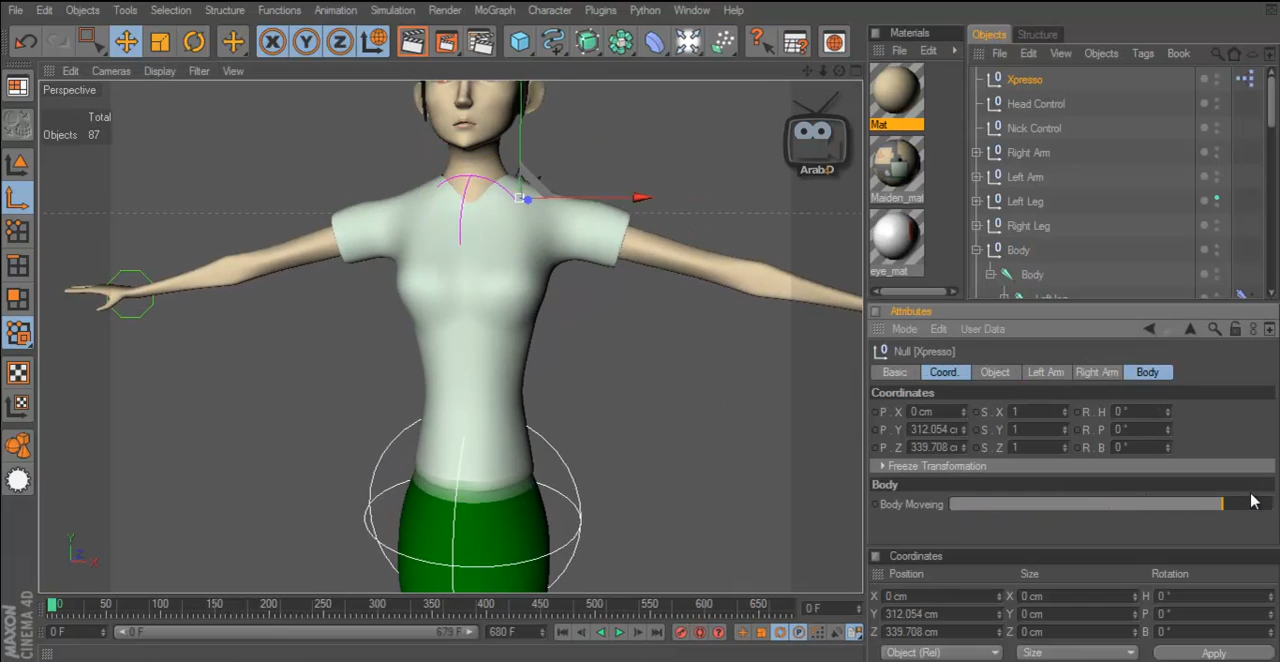 File Edit Objects Tools Selection Structure Functions Animation Simulation Render MoGraph Character Plugins Python Window Help
Edit Cameras Display Filter View
Perspective
Total
Objects 87
Arab4D
Materials
File Edit
Mat
Maiden_mat
eye_mat
Objects Structure
File Edit View Objects Tags Book
Xpresso
Head Control
Nick Control
Right Arm
Left Arm
Left Leg
Right Leg
Body
Body
Attributes
Mode Edit User Data
Null [Xpresso]
Basic Coord. Object Left Arm Right Arm Body
Coordinates
P . X 0 cm S . X 1 R . H 0 °
P . Y 312.054 c S . Y 1 R . P 0 °
P . Z 339.708 c S . Z 1 R . B 0 °
Freeze Transformation
Body
Body Moveing
Coordinates
Position Size Rotation
X 0 cm X 0 cm H 0 °
Y 312.054 cm Y 0 cm P 0 °
Z 339.708 cm Z 0 cm B 0 °
Object (Rel) Size Apply
0 50 100 150 200 250 300 350 400 450 500 550 600 650 0 F
0 F 0 F 679 F 680 F
MAXON
CINEMA 4D
Y
Z
X